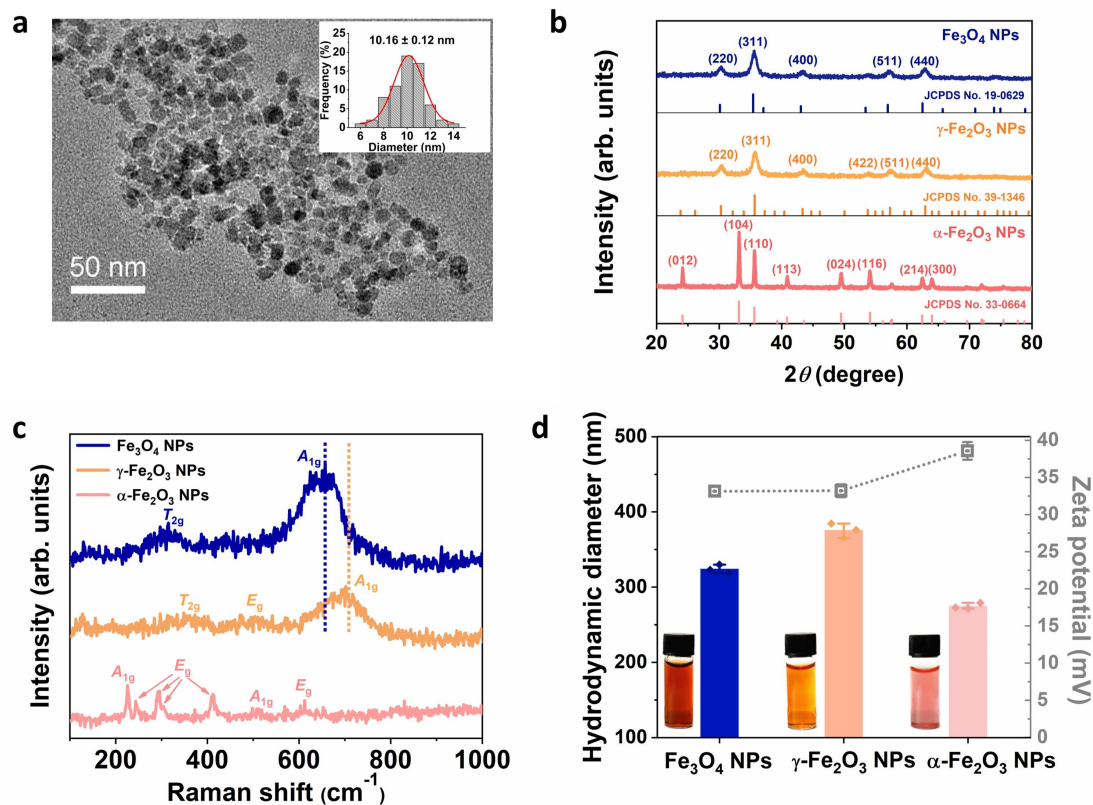 a
10.16 ± 0.12 nm
Frequency (%)
25
20
15
10
5
0
6 8 10 12 14
Diameter (nm)
50 nm
b
Intensity (arb. units)
Fe₃O₄ NPs
(220)
(311)
(400)
(511)
(440)
JCPDS No. 19-0629
γ-Fe₂O₃ NPs
(220)
(311)
(400)
(422)
(511)
(440)
JCPDS No. 39-1346
α-Fe₂O₃ NPs
(012)
(104)
(110)
(113)
(024)
(116)
(214)
(300)
JCPDS No. 33-0664
20 30 40 50 60 70 80
2θ (degree)
c
Intensity (arb. units)
Fe₃O₄ NPs
γ-Fe₂O₃ NPs
α-Fe₂O₃ NPs
T₂g
A₁g
T₂g
E_g
A₁g
A₁g
E_g
A₁g
E_g
200 400 600 800 1000
Raman shift (cm⁻¹)
d
Hydrodynamic diameter (nm)
500
400
300
200
100
Zeta potential (mV)
40
35
30
25
20
15
10
5
0
Fe₃O₄ NPs
γ-Fe₂O₃ NPs
α-Fe₂O₃ NPs